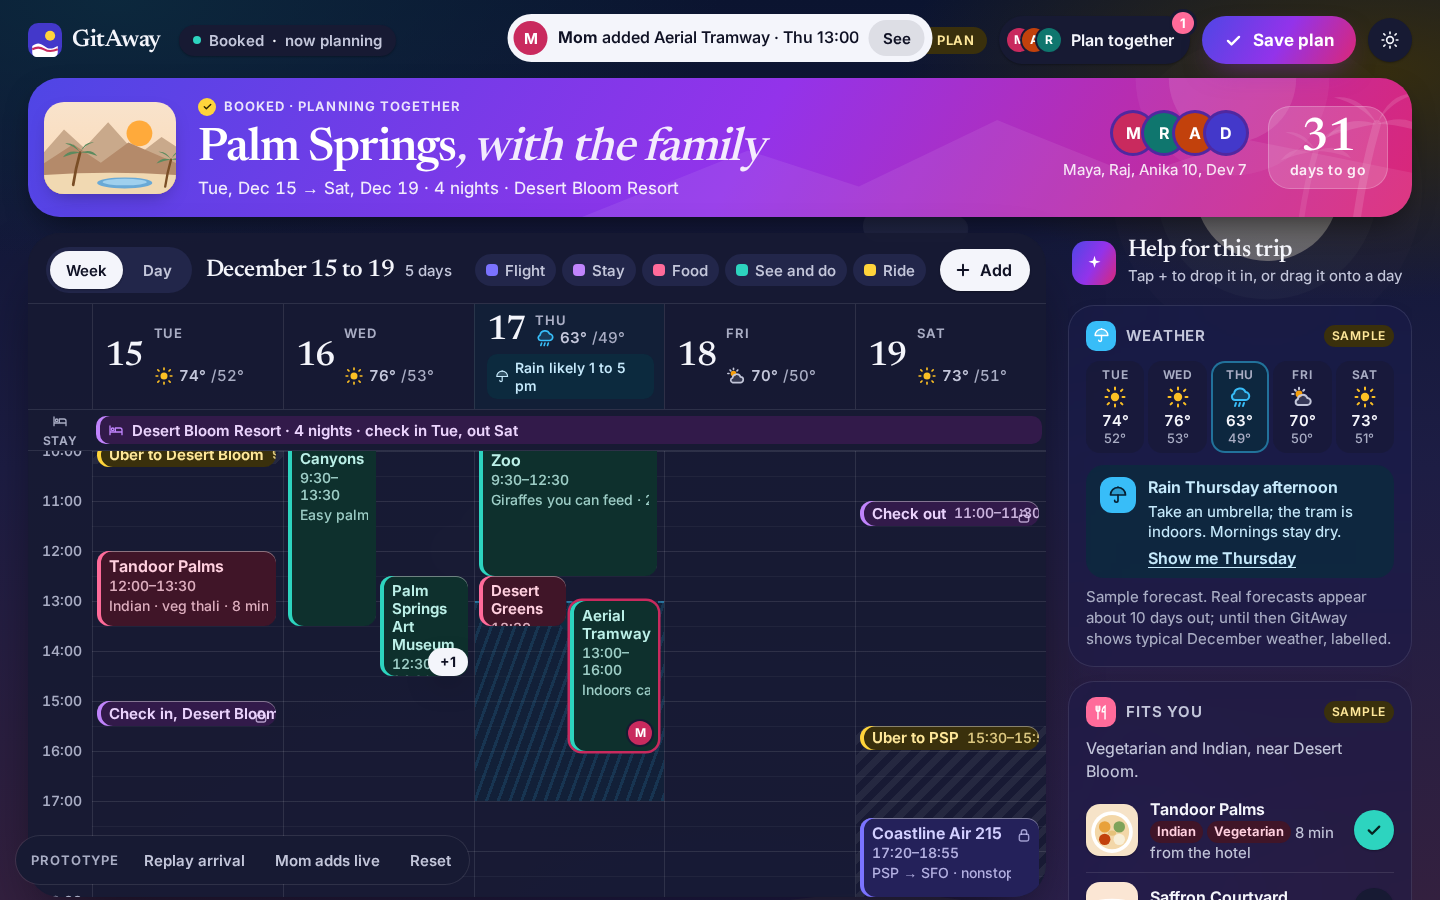 GitAway
Booked · now planning
M
Mom added Aerial Tramway · Thu 13:00
See
PLAN
R
Plan together
1
Save plan
BOOKED · PLANNING TOGETHER
Palm Springs, with the family
Tue, Dec 15 → Sat, Dec 19 · 4 nights · Desert Bloom Resort
M R A D
Maya, Raj, Anika 10, Dev 7
31
days to go
Week
Day
December 15 to 19
5 days
Flight
Stay
Food
See and do
Ride
+ Add
15 TUE
74° /52°
16 WED
76° /53°
17 THU
63° /49°
Rain likely 1 to 5
pm
18 FRI
70° /50°
19 SAT
73° /51°
STAY
Desert Bloom Resort · 4 nights · check in Tue, out Sat
10:00
11:00
12:00
13:00
14:00
15:00
16:00
17:00
Uber to Desert Bloom
Tandoor Palms
12:00–13:30
Indian · veg thali · 8 min
Check in, Desert Bloom
Canyons
9:30–
13:30
Easy palm
Palm
Springs
Art
Museum
12:30
+1
Zoo
9:30–12:30
Giraffes you can feed ·
Desert
Greens
Aerial
Tramway
13:00–
16:00
Indoors ca
M
Check out 11:00–11:30
Uber to PSP 15:30–15:
Coastline Air 215
17:20–18:55
PSP → SFO · nonstop
PROTOTYPE
Replay arrival
Mom adds live
Reset
Help for this trip
Tap + to drop it in, or drag it onto a day
WEATHER
SAMPLE
TUE
74°
52°
WED
76°
53°
THU
63°
49°
FRI
70°
50°
SAT
73°
51°
Rain Thursday afternoon
Take an umbrella; the tram is
indoors. Mornings stay dry.
Show me Thursday
Sample forecast. Real forecasts appear
about 10 days out; until then GitAway
shows typical December weather, labelled.
FITS YOU
SAMPLE
Vegetarian and Indian, near Desert
Bloom.
Tandoor Palms
Indian Vegetarian 8 min
from the hotel
Saffron Courtyard